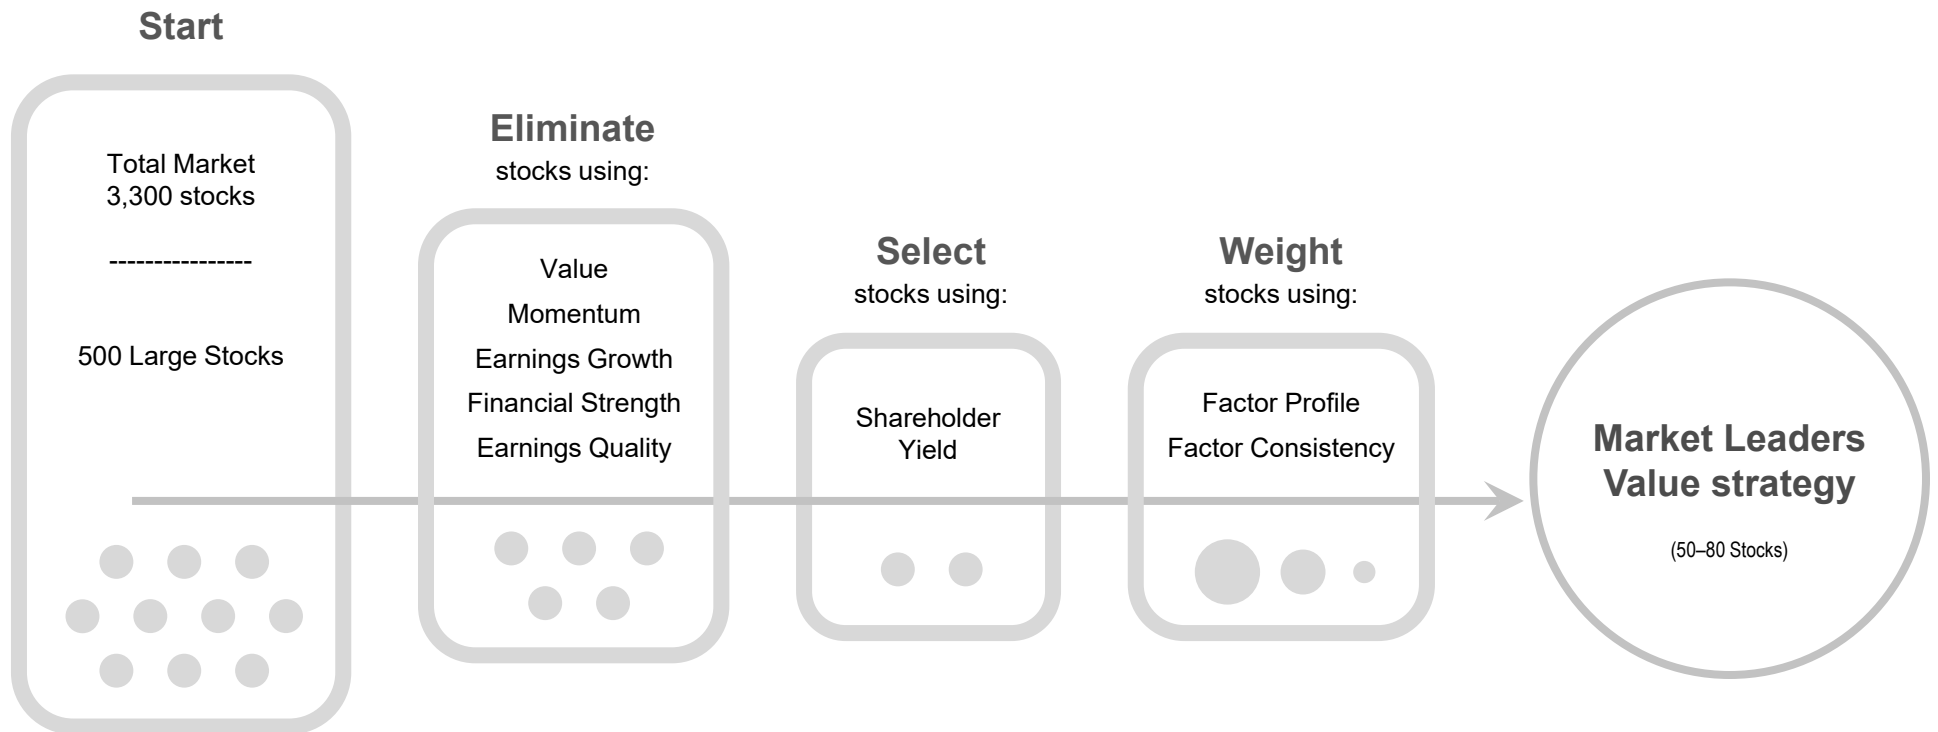 Start
Total Market
3,300 stocks
----------------
500 Large Stocks
Eliminate
stocks using:
Value
Momentum
Earnings Growth
Financial Strength
Earnings Quality
Select
stocks using:
Shareholder
Yield
Weight
stocks using:
Factor Profile
Factor Consistency
Market Leaders
Value strategy
(50–80 Stocks)